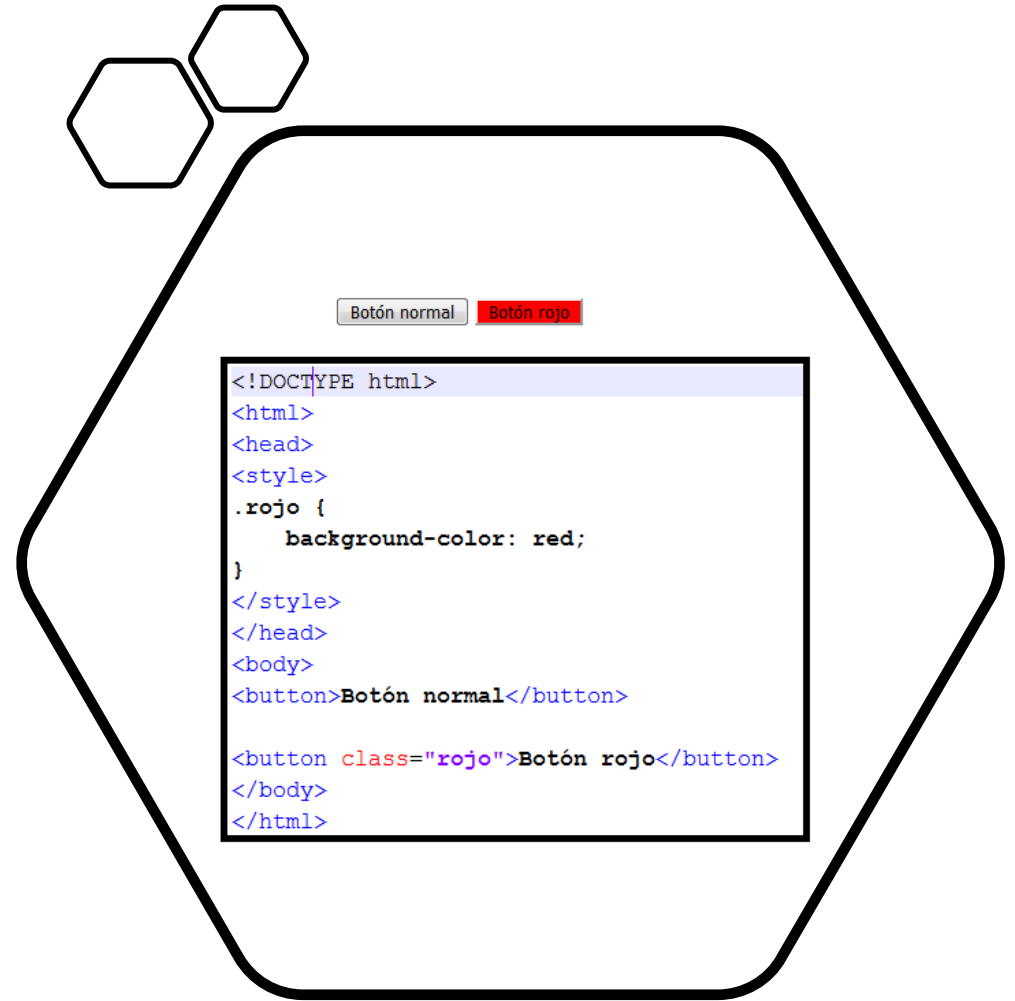 Botón normal Botón rojo
<!DOCTYPE html>
<html>
<head>
<style>
.rojo {
    background-color: red;
}
</style>
</head>
<body>
<button>Botón normal</button>

<button class="rojo">Botón rojo</button>
</body>
</html>